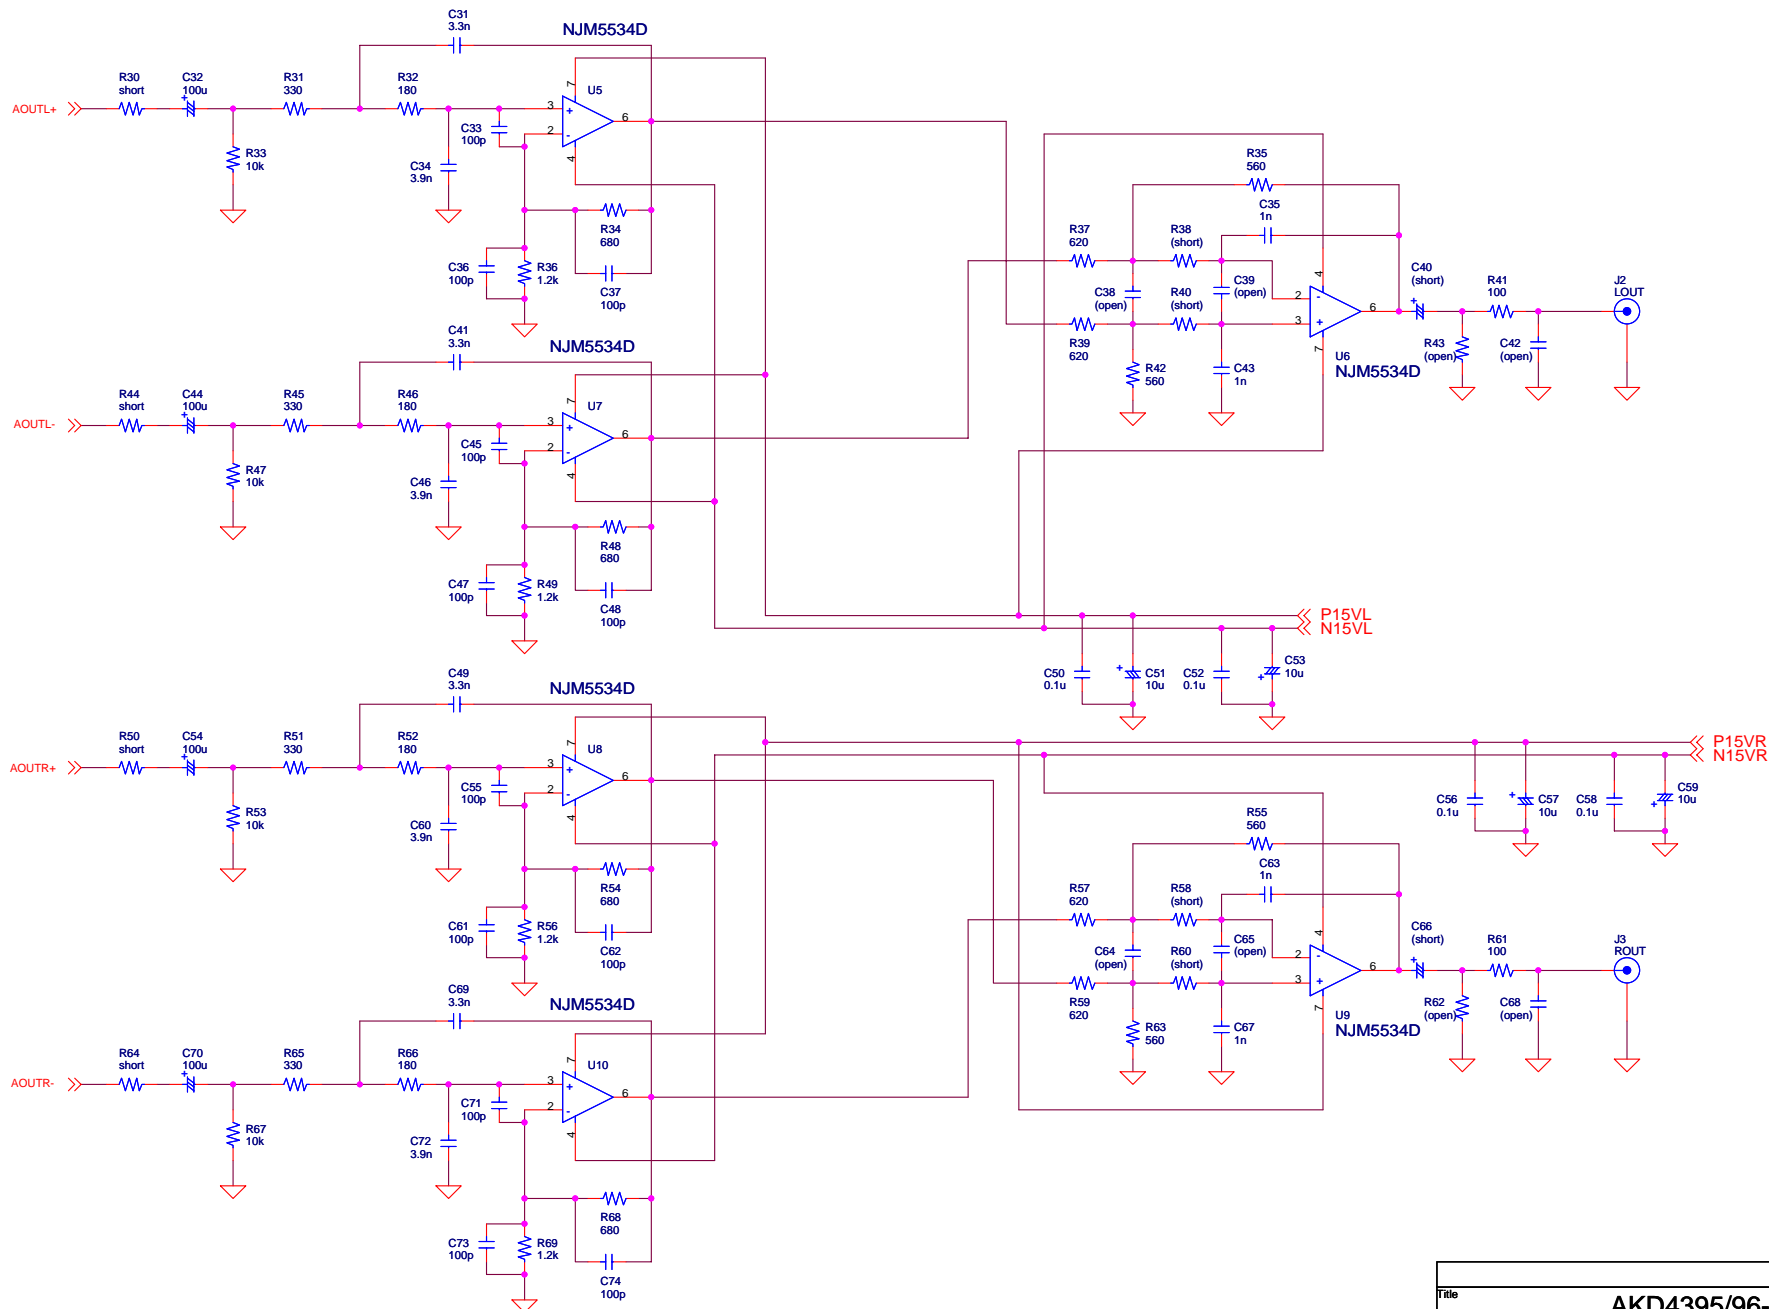 C31
3.3n
NJM5534D
R30
short
C32
100u
R31
330
R32
180
AOUTL+
+
U5
7
3
+
2
-
6
4
C33
100p
R33
10k
C34
3.9n
R34
680
C36
100p
R36
1.2k
C37
100p
R35
560
C35
1n
R37
620
R38
(short)
C38
(open)
R40
(short)
C39
(open)
R39
620
R42
560
C43
1n
4
2
-
3
+
6
7
U6
NJM5534D
C40
(short)
+
R41
100
J2
LOUT
R43
(open)
C42
(open)
C41
3.3n
NJM5534D
R44
short
C44
100u
R45
330
R46
180
AOUTL-
+
U7
7
3
+
2
-
6
4
C45
100p
R47
10k
C46
3.9n
R48
680
C47
100p
R49
1.2k
C48
100p
P15VL
N15VL
C50
0.1u
+
C51
10u
C52
0.1u
+
C53
10u
C49
3.3n
NJM5534D
R50
short
C54
100u
R51
330
R52
180
AOUTR+
+
U8
7
3
+
2
-
6
4
C55
100p
R53
10k
C60
3.9n
R54
680
C61
100p
R56
1.2k
C62
100p
P15VR
N15VR
C56
0.1u
+
C57
10u
C58
0.1u
+
C59
10u
R55
560
C63
1n
R57
620
R58
(short)
C64
(open)
R60
(short)
C65
(open)
R59
620
R63
560
C67
1n
4
2
-
3
+
6
7
U9
NJM5534D
C66
(short)
+
R61
100
J3
ROUT
R62
(open)
C68
(open)
C69
3.3n
NJM5534D
R64
short
C70
100u
R65
330
R66
180
AOUTR-
+
U10
7
3
+
2
-
6
4
C71
100p
R67
10k
C72
3.9n
R68
680
C73
100p
R69
1.2k
C74
100p
Title
AKD4395/96-